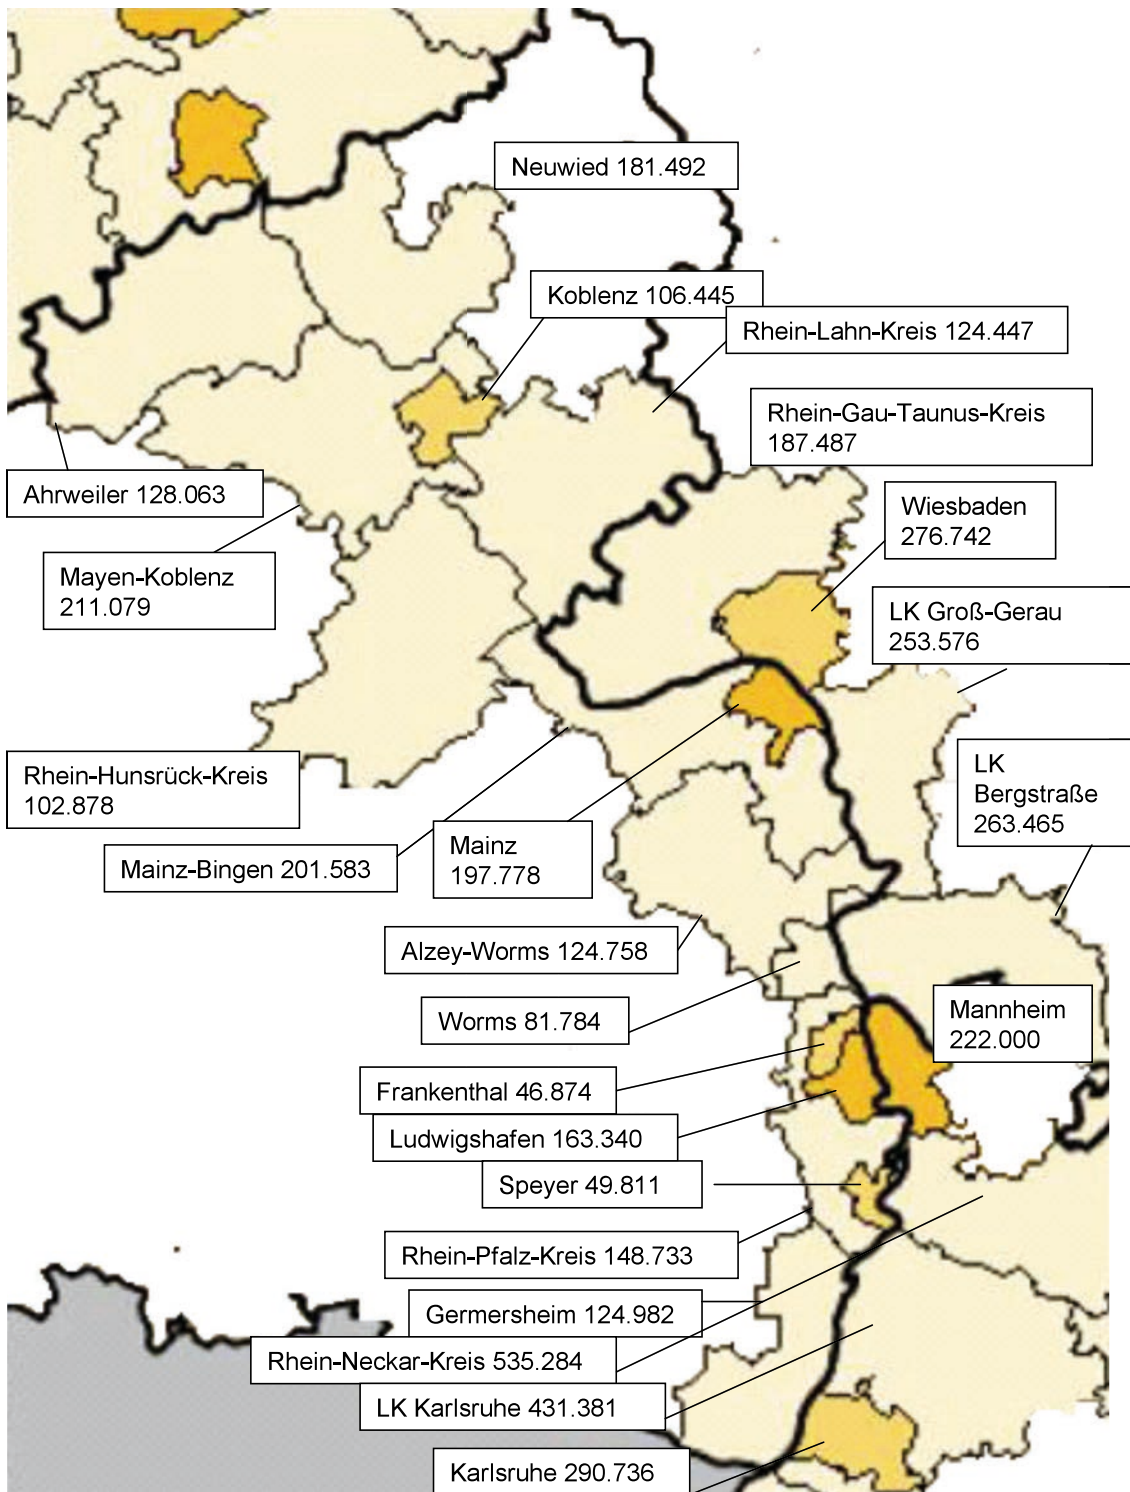 Neuwied 181.492
Koblenz 106.445
Rhein-Lahn-Kreis 124.447
Rhein-Gau-Taunus-Kreis
187.487
Ahrweiler 128.063
Wiesbaden
276.742
Mayen-Koblenz
211.079
LK Groß-Gerau
253.576
Rhein-Hunsrück-Kreis
102.878
LK
Bergstraße
263.465
Mainz-Bingen 201.583
Mainz
197.778
Alzey-Worms 124.758
Worms 81.784
Mannheim
222.000
Frankenthal 46.874
Ludwigshafen 163.340
Speyer 49.811
Rhein-Pfalz-Kreis 148.733
Germersheim 124.982
Rhein-Neckar-Kreis 535.284
LK Karlsruhe 431.381
Karlsruhe 290.736